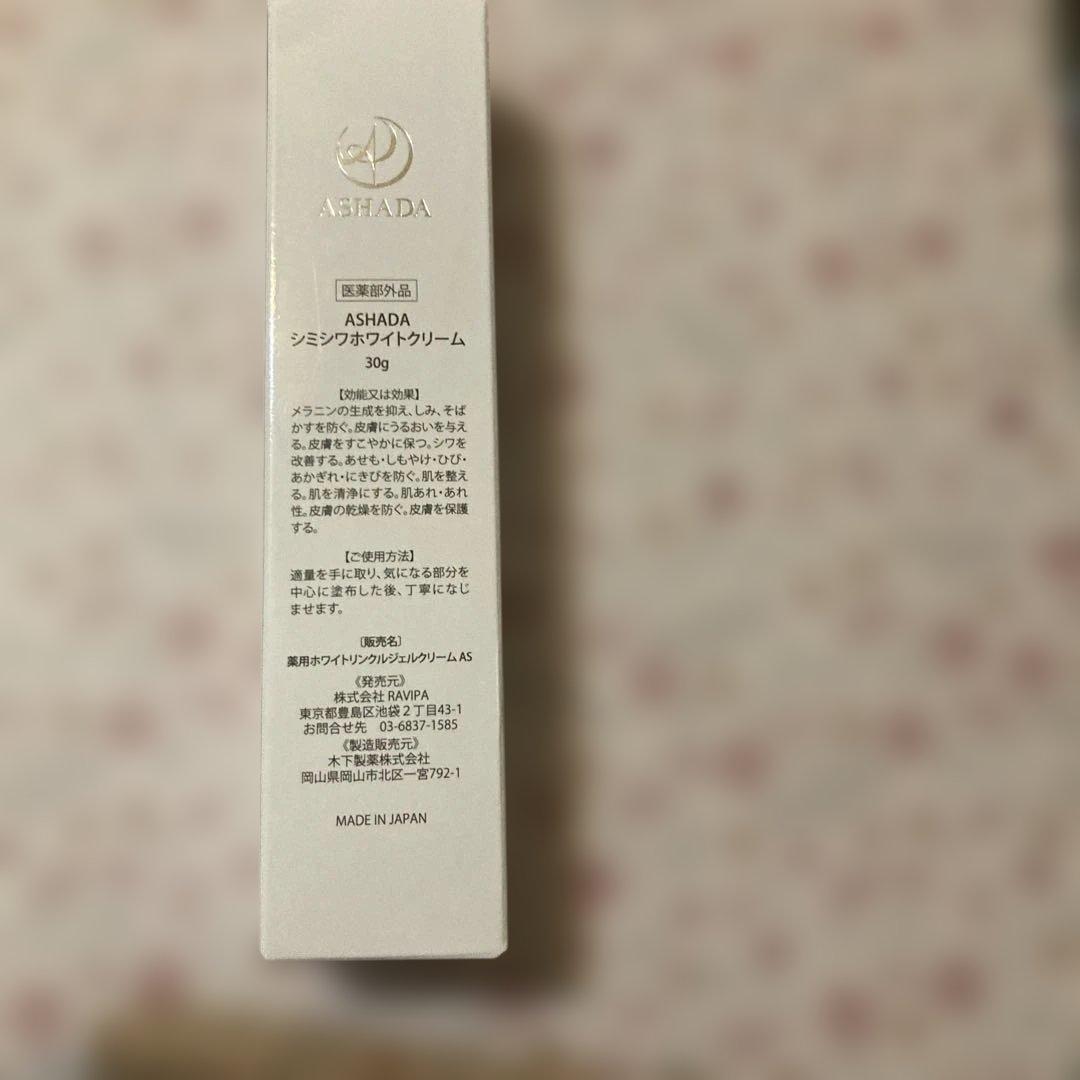 ASHADA
医薬部外品
ASHADA
シミシワホワイトクリーム
30g
【効能又は効果】
メラニンの生成を抑え、しみ、そば
かすを防ぐ。皮膚にうるおいを与え
る。皮膚をすこやかに保つ。シワを
改善する。あせも・しもやけ・ひび・
あかぎれ・にきびを防ぐ。肌を整え
る。肌を清浄にする。肌あれ・あれ
性。皮膚の乾燥を防ぐ。皮膚を保護
する。
【ご使用方法】
適量を手に取り、気になる部分を
中心に塗布した後、丁寧になじ
ませます。
〔販売名〕
薬用ホワイトリンクルジェルクリーム AS
《発売元》
株式会社 RAVIPA
東京都豊島区池袋２丁目43-1
お問合せ先　03-6837-1585
《製造販売元》
木下製薬株式会社
岡山県岡山市北区一宮792-1
MADE IN JAPAN